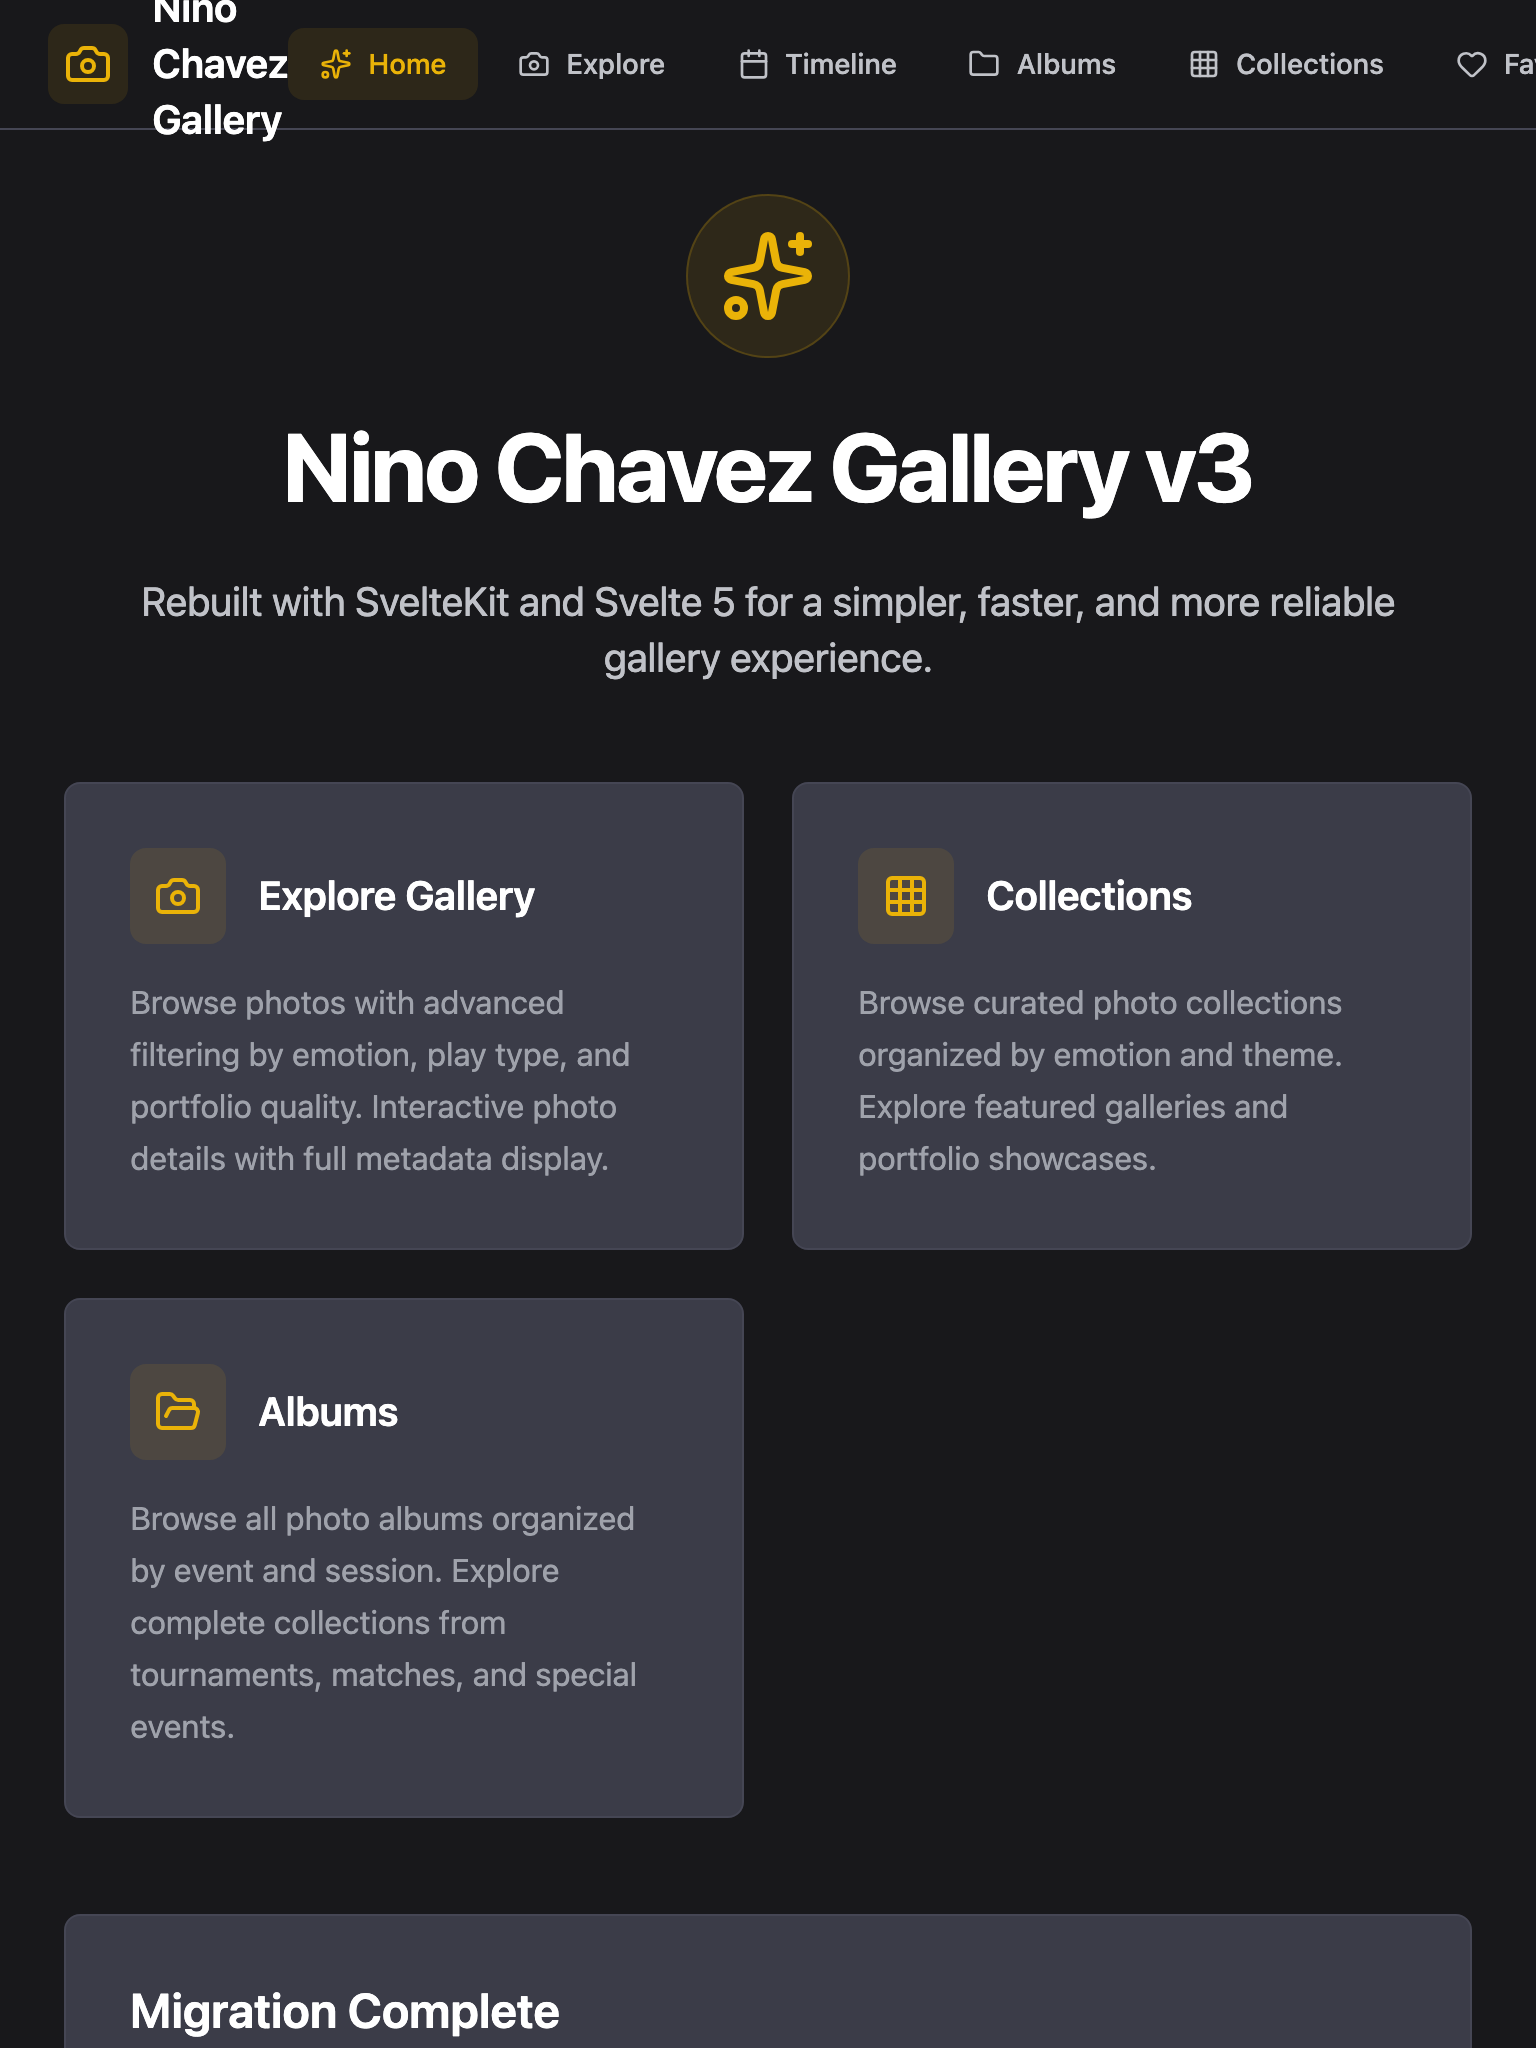 Nino
Chavez
Gallery
Home
Explore
Timeline
Albums
Collections
Nino Chavez Gallery v3
Rebuilt with SvelteKit and Svelte 5 for a simpler, faster, and more reliable
gallery experience.
Explore Gallery
Browse photos with advanced
filtering by emotion, play type, and
portfolio quality. Interactive photo
details with full metadata display.
Collections
Browse curated photo collections
organized by emotion and theme.
Explore featured galleries and
portfolio showcases.
Albums
Browse all photo albums organized
by event and session. Explore
complete collections from
tournaments, matches, and special
events.
Migration Complete